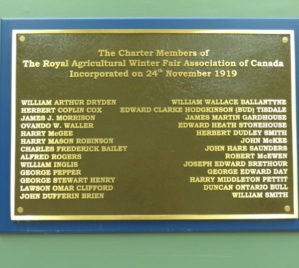 The Charter Members of
The Royal Agricultural Winter Fair Association of Canada
Incorporated on 24th November 1919
WILLIAM ARTHUR DRYDEN
HERBERT COPLIN COX
JAMES J. MORRISON
OVANDO W. WALLER
HARRY McGEE
HARRY MASON ROBINSON
CHARLES FREDERICK BAILEY
ALFRED ROGERS
WILLIAM INGLIS
GEORGE PEPPER
GEORGE STEWART HENRY
LAWSON OMAR CLIFFORD
JOHN DUFFERIN BRIEN
WILLIAM WALLACE BALLANTYNE
EDWARD CLARKE HODGKINSON (BUD) TISDALE
JAMES MARTIN GARDHOUSE
EDWARD HEATH STONEHOUSE
HERBERT DUDLEY SMITH
JOHN McKEE
JOHN HARE SAUNDERS
ROBERT McEWEN
JOSEPH EDWARD BRETHOUR
GEORGE EDWARD DAY
HARRY MIDDLETON PETTIT
DUNCAN ONTARIO BULL
WILLIAM SMITH